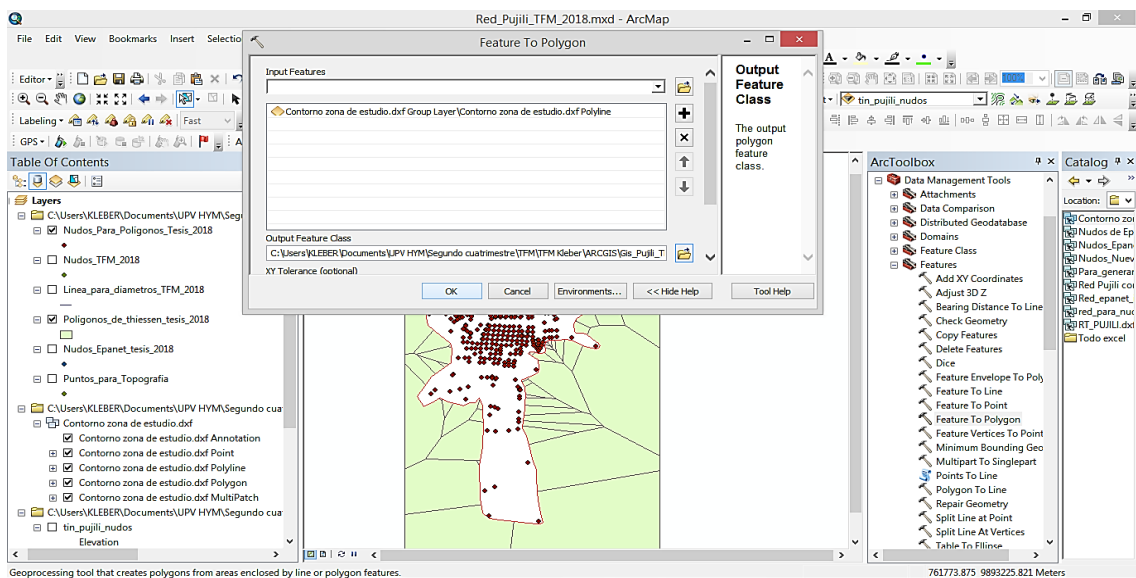 Red_Pujili_TFM_2018.mxd - ArcMap
File Edit View Bookmarks Insert Selectio
Feature To Polygon
Input Features
Contorno zona de estudio.dxf Group Layer\Contorno zona de estudio.dxf Polyline
Output Feature Class
C:\Users\KLEBER\Documents\UPV HYM\Segundo cuatrimestre\TFM\TFM Kleber\ARCGIS\Gis_Pujili_T
XY Tolerance (optional)
OK Cancel Environments... << Hide Help Tool Help
Output Feature Class
The output polygon feature class.
Editor
Labeling Fast
GPS
tin_pujili_nudos
Table Of Contents
Layers
C:\Users\KLEBER\Documents\UPV HYM\Seg
Nudos_Para_Poligonos_Tesis_2018
Nudos_TFM_2018
Linea_para_diametros_TFM_2018
Poligonos_de_thiessen_tesis_2018
Nudos_Epanet_tesis_2018
Puntos_para_Topografia
C:\Users\KLEBER\Documents\UPV HYM\Segundo cua
Contorno zona de estudio.dxf
Contorno zona de estudio.dxf Annotation
Contorno zona de estudio.dxf Point
Contorno zona de estudio.dxf Polyline
Contorno zona de estudio.dxf Polygon
Contorno zona de estudio.dxf MultiPatch
C:\Users\KLEBER\Documents\UPV HYM\Segundo cua
tin_pujili_nudos
Elevation
ArcToolbox
Data Management Tools
Attachments
Data Comparison
Distributed Geodatabase
Domains
Feature Class
Features
Add XY Coordinates
Adjust 3D Z
Bearing Distance To Line
Check Geometry
Copy Features
Delete Features
Dice
Feature Envelope To Poly
Feature To Line
Feature To Point
Feature To Polygon
Feature Vertices To Point
Minimum Bounding Geo
Multipart To Singlepart
Points To Line
Polygon To Line
Repair Geometry
Split Line at Point
Split Line At Vertices
Table To Ellipse
Catalog
Location:
Contorno zo
Nudos de Ep
Nudos_Epan
Nudos_Nuev
Para_generar
Red Pujili co
Red_epanet_
red_para_nu
RT_PUJILI.dx
Todo excel
Geoprocessing tool that creates polygons from areas enclosed by line or polygon features.
761773.875 9893225.821 Meters